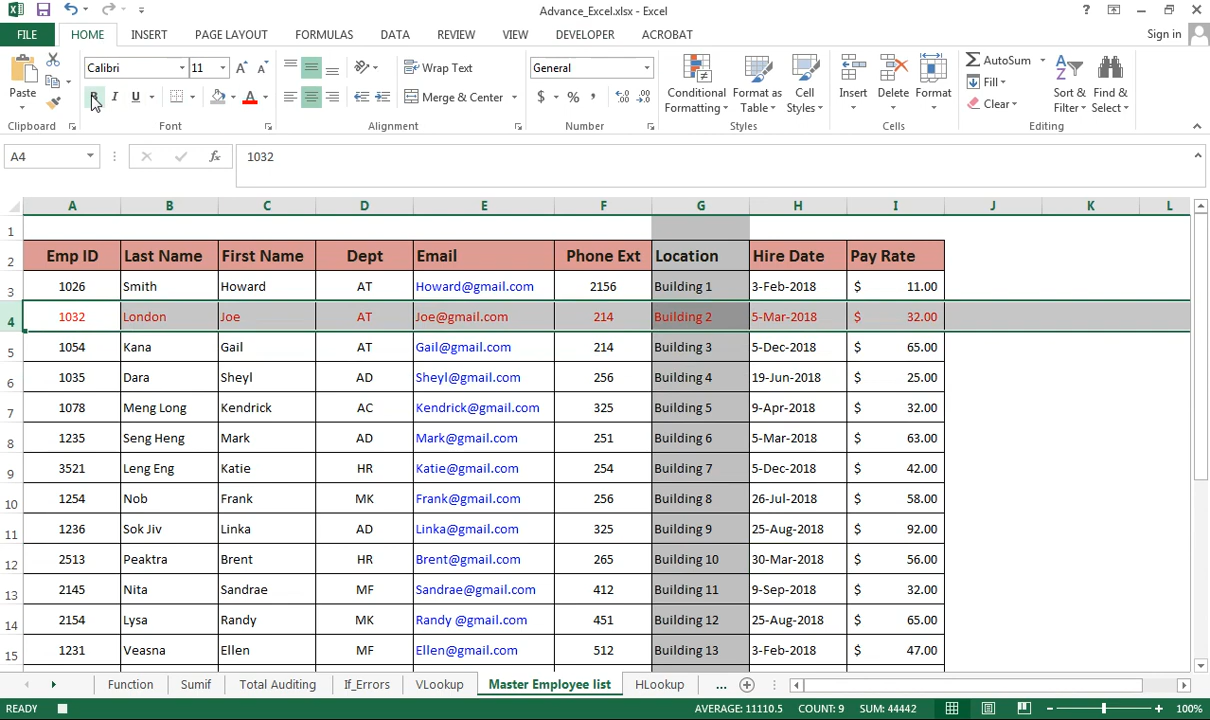 Advance_Excel.xlsx - Excel
?
FILE HOME INSERT PAGE LAYOUT FORMULAS DATA REVIEW VIEW DEVELOPER ACROBAT Sign in
Calibri 11 A A Wrap Text General AutoSum
Paste B I U A Merge & Center $ % , Conditional Formatting Format as Table Cell Styles Insert Delete Format Fill Clear Sort & Filter Find & Select
Clipboard Font Alignment Number Styles Cells Editing
A4 fx 1032
A B C D E F G H I J K L
1
2 Emp ID Last Name First Name Dept Email Phone Ext Location Hire Date Pay Rate
3 1026 Smith Howard AT Howard@gmail.com 2156 Building 1 3-Feb-2018 $ 11.00
4 1032 London Joe AT Joe@gmail.com 214 Building 2 5-Mar-2018 $ 32.00
5 1054 Kana Gail AT Gail@gmail.com 214 Building 3 5-Dec-2018 $ 65.00
6 1035 Dara Sheyl AD Sheyl@gmail.com 256 Building 4 19-Jun-2018 $ 25.00
7 1078 Meng Long Kendrick AC Kendrick@gmail.com 325 Building 5 9-Apr-2018 $ 32.00
8 1235 Seng Heng Mark AD Mark@gmail.com 251 Building 6 5-Mar-2018 $ 63.00
9 3521 Leng Eng Katie HR Katie@gmail.com 254 Building 7 5-Dec-2018 $ 42.00
10 1254 Nob Frank MK Frank@gmail.com 256 Building 8 26-Jul-2018 $ 58.00
11 1236 Sok Jiv Linka AD Linka@gmail.com 325 Building 9 25-Aug-2018 $ 92.00
12 2513 Peaktra Brent HR Brent@gmail.com 265 Building 10 30-Mar-2018 $ 56.00
13 2145 Nita Sandrae MF Sandrae@gmail.com 412 Building 11 9-Sep-2018 $ 32.00
14 2154 Lysa Randy MK Randy @gmail.com 451 Building 12 25-Aug-2018 $ 65.00
15 1231 Veasna Ellen MF Ellen@gmail.com 512 Building 13 3-Feb-2018 $ 47.00
Function Sumif Total Auditing If_Errors VLookup Master Employee list HLookup ...
READY AVERAGE: 11110.5 COUNT: 9 SUM: 44442 100%